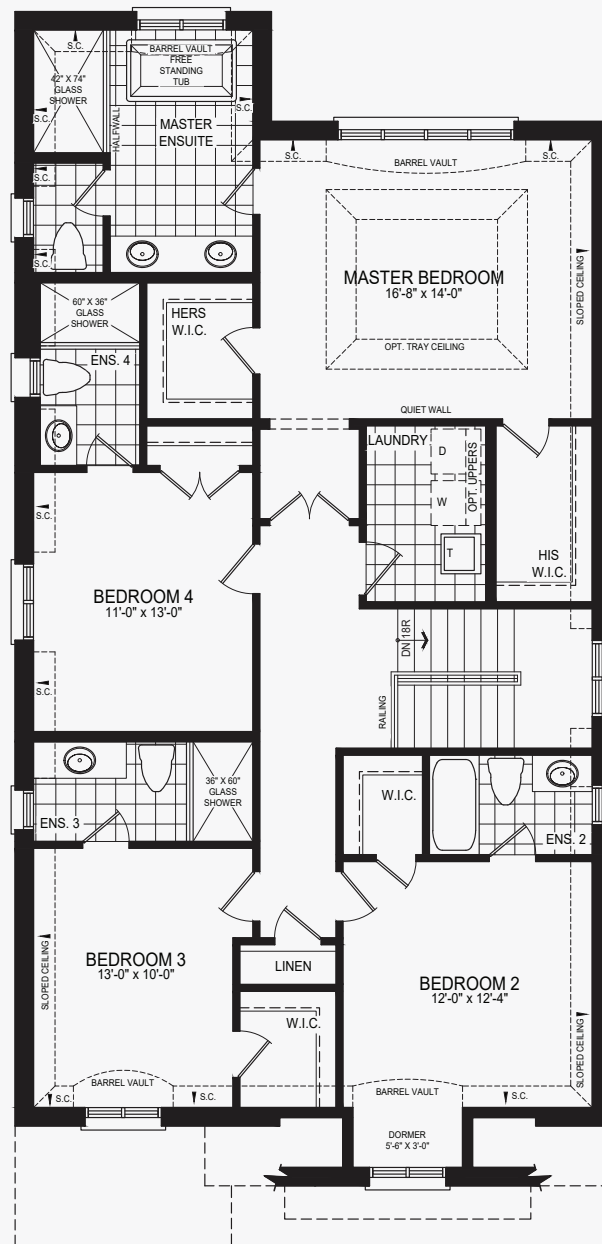 S.C.
BARREL VAULT
FREE
STANDING
TUB
42" X 74"
GLASS
SHOWER
S.C.
S.C.
HALFWALL
MASTER
ENSUITE
S.C.
S.C.
BARREL VAULT
S.C.
S.C.
S.C.
SLOPED CEILING
MASTER BEDROOM
16'-8" x 14'-0"
OPT. TRAY CEILING
QUIET WALL
60" X 36"
GLASS
SHOWER
HERS
W.I.C.
ENS. 4
LAUNDRY
D
W
OPT. UPPERS
T
HIS
W.I.C.
S.C.
BEDROOM 4
11'-0" x 13'-0"
DN 18R
S.C.
RAILING
36" X 60"
GLASS
SHOWER
ENS. 3
W.I.C.
ENS. 2
BEDROOM 3
13'-0" x 10'-0"
SLOPED CEILING
LINEN
BEDROOM 2
12'-0" x 12'-4"
SLOPED CEILING
W.I.C.
BARREL VAULT
BARREL VAULT
S.C.
S.C.
S.C.
DORMER
5'-6" X 3'-0"